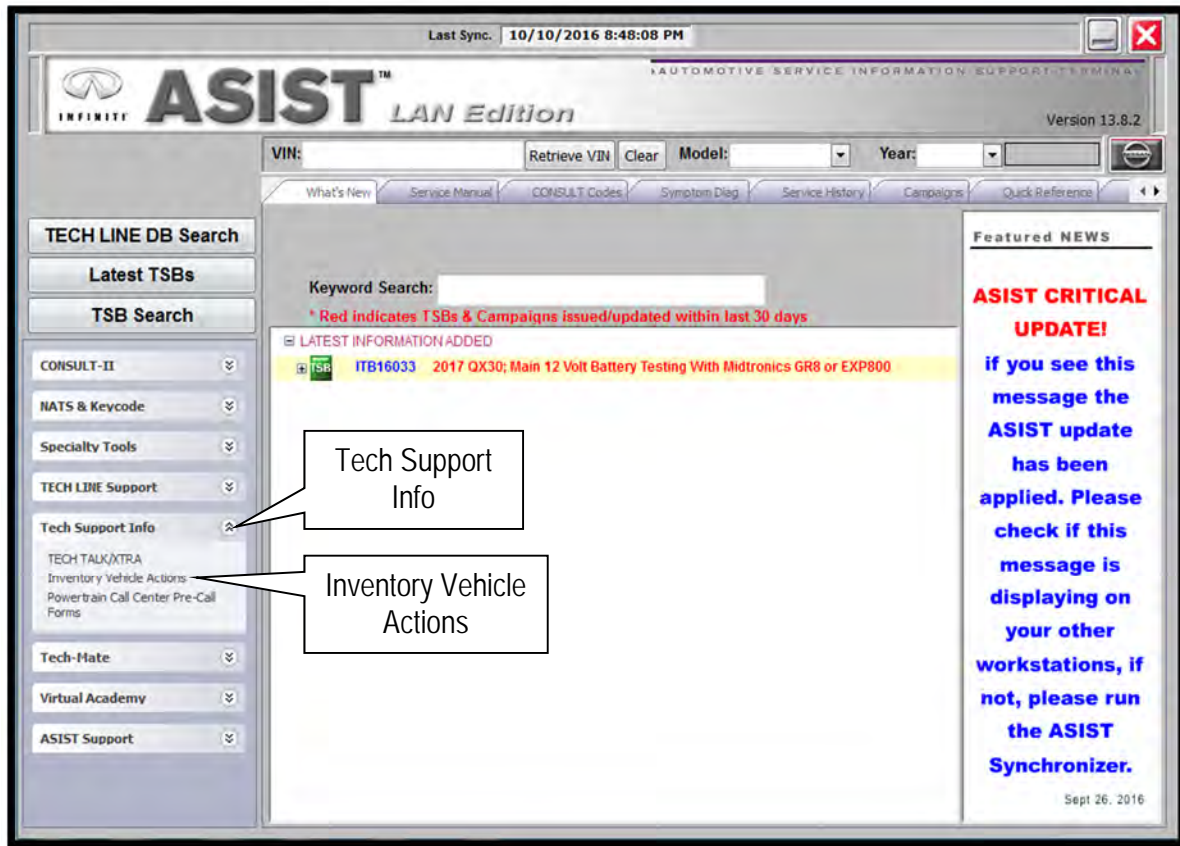 Last Sync. 10/10/2016 8:48:08 PM
INFINITI
ASIST™
LAN Edition
AUTOMOTIVE SERVICE INFORMATION SUPPORT TERMINAL
Version 13.8.2
VIN: Retrieve VIN Clear Model: Year:
What's New Service Manual CONSULT Codes Symptom Diag Service History Campaigns Quick Reference
TECH LINE DB Search
Latest TSBs
TSB Search
CONSULT-II
NATS & Keycode
Specialty Tools
TECH LINE Support
Tech Support Info
TECH TALK/XTRA
Inventory Vehicle Actions
Powertrain Call Center Pre-Call
Forms
Tech-Mate
Virtual Academy
ASIST Support
Keyword Search:
* Red indicates TSBs & Campaigns issued/updated within last 30 days
LATEST INFORMATION ADDED
TSB ITB16033 2017 QX30; Main 12 Volt Battery Testing With Midtronics GR8 or EXP800
Tech Support
Info
Inventory Vehicle
Actions
Featured NEWS
ASIST CRITICAL
UPDATE!
if you see this
message the
ASIST update
has been
applied. Please
check if this
message is
displaying on
your other
workstations, if
not, please run
the ASIST
Synchronizer.
Sept 26, 2016